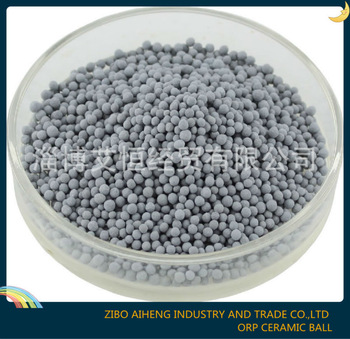 淄博艾恒经贸有限公司
ZIBO AIHENG INDUSTRY AND TRADE CO.,LTD
ORP CERAMIC BALL